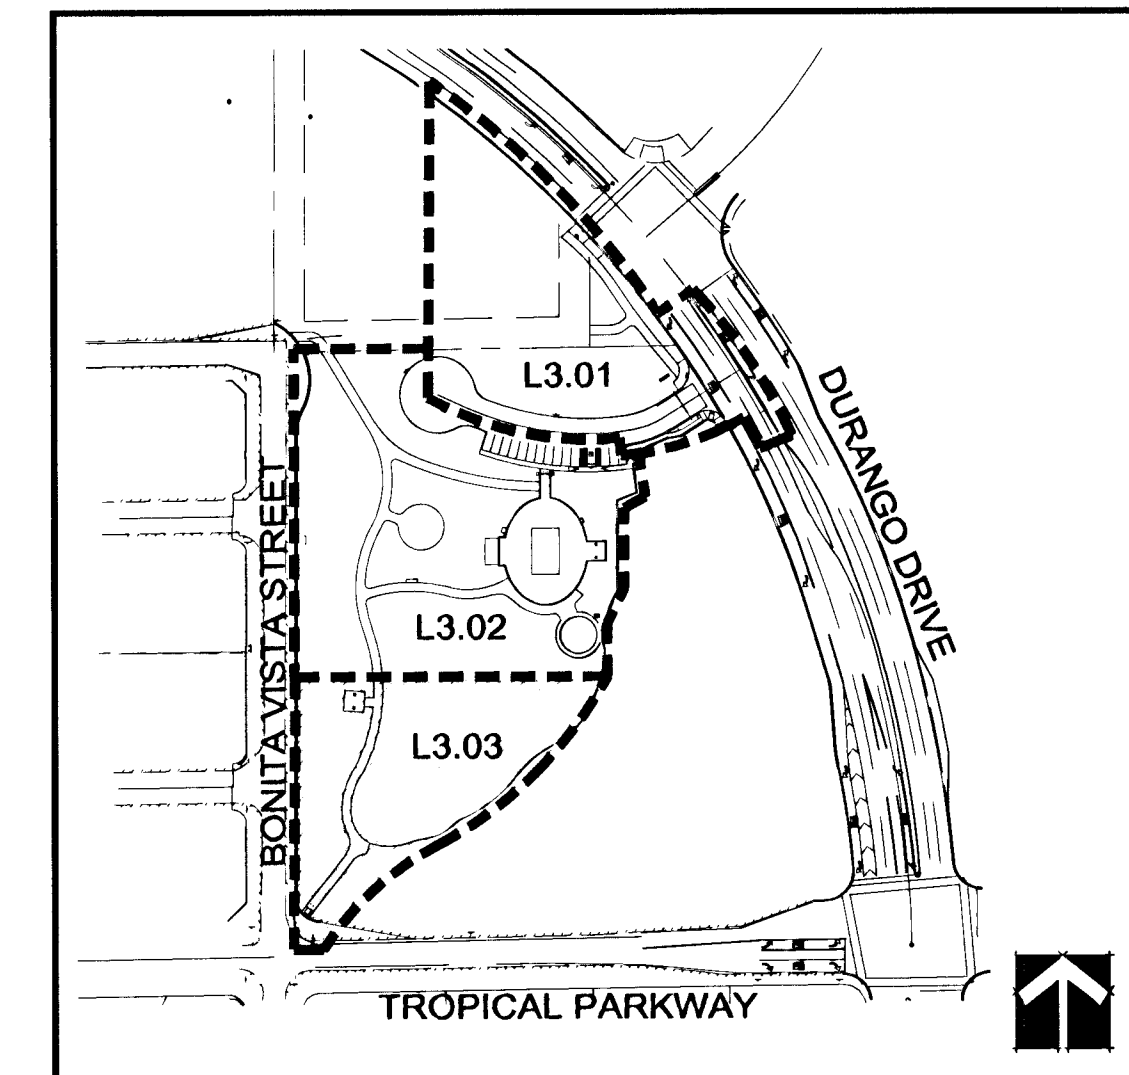 L3.01
DURANGO DRIVE
BONITA VISTA STREET
L3.02
L3.03
TROPICAL PARKWAY